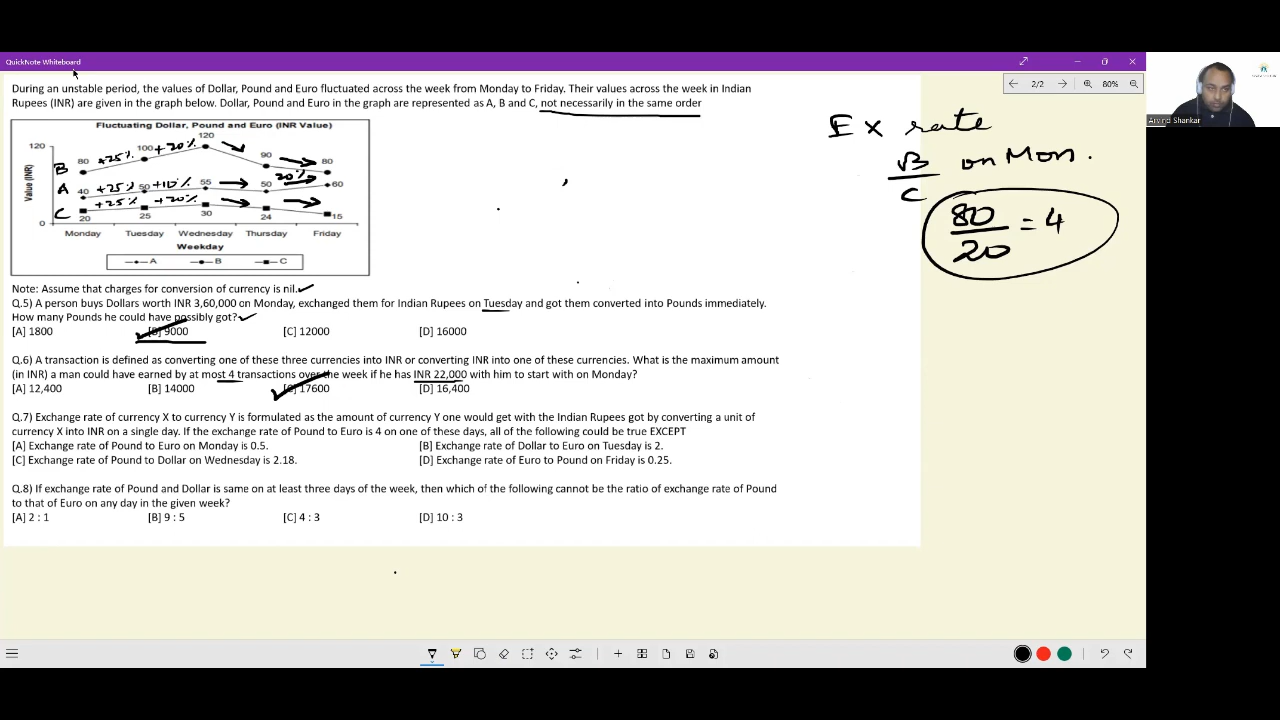 QuickNote Whiteboard
2/2
80%
During an unstable period, the values of Dollar, Pound and Euro fluctuated across the week from Monday to Friday. Their values across the week in Indian
Rupees (INR) are given in the graph below. Dollar, Pound and Euro in the graph are represented as A, B and C, not necessarily in the same order
Arvind Shankar
Fluctuating Dollar, Pound and Euro (INR Value)
Ex rate
B/C on Mon.
80/20 = 4
Value (INR)
120
0
B 80 +25% 100 +20% 120 90 80
A 40 +25% 50 +10% 55 50 20% 60
C 20 +25% 25 +20% 30 24 15
Monday Tuesday Wednesday Thursday Friday
Weekday
A B C
Note: Assume that charges for conversion of currency is nil.
Q.5) A person buys Dollars worth INR 3,60,000 on Monday, exchanged them for Indian Rupees on Tuesday and got them converted into Pounds immediately.
How many Pounds he could have possibly got?
[A] 1800 [B] 9000 [C] 12000 [D] 16000
Q.6) A transaction is defined as converting one of these three currencies into INR or converting INR into one of these currencies. What is the maximum amount
(in INR) a man could have earned by at most 4 transactions over the week if he has INR 22,000 with him to start with on Monday?
[A] 12,400 [B] 14000 [C] 17600 [D] 16,400
Q.7) Exchange rate of currency X to currency Y is formulated as the amount of currency Y one would get with the Indian Rupees got by converting a unit of
currency X into INR on a single day. If the exchange rate of Pound to Euro is 4 on one of these days, all of the following could be true EXCEPT
[A] Exchange rate of Pound to Euro on Monday is 0.5. [B] Exchange rate of Dollar to Euro on Tuesday is 2.
[C] Exchange rate of Pound to Dollar on Wednesday is 2.18. [D] Exchange rate of Euro to Pound on Friday is 0.25.
Q.8) If exchange rate of Pound and Dollar is same on at least three days of the week, then which of the following cannot be the ratio of exchange rate of Pound
to that of Euro on any day in the given week?
[A] 2 : 1 [B] 9 : 5 [C] 4 : 3 [D] 10 : 3